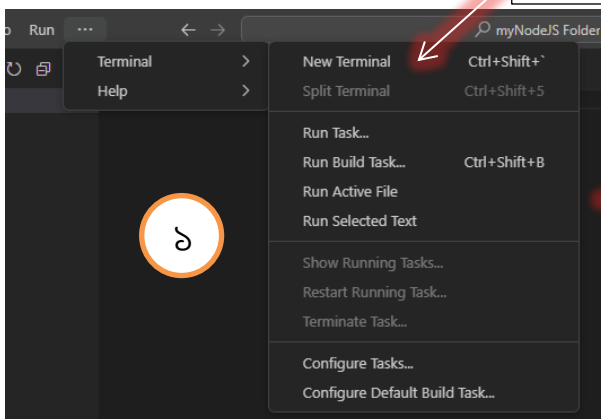 Run ··· ← → myNodeJS Folder
Terminal > New Terminal Ctrl+Shift+`
Help > Split Terminal Ctrl+Shift+5
Run Task...
Run Build Task... Ctrl+Shift+B
Run Active File
Run Selected Text
১
Show Running Tasks...
Restart Running Task...
Terminate Task...
Configure Tasks...
Configure Default Build Task...